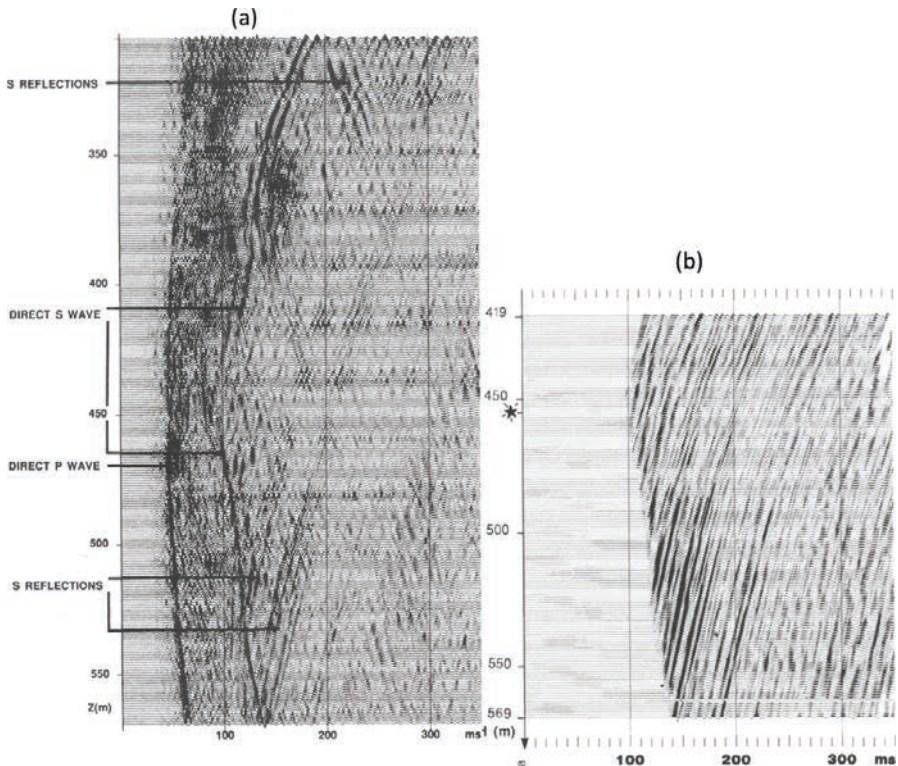 (a)
S REFLECTIONS
350
400
DIRECT S WAVE
450
DIRECT P WAVE
500
S REFLECTIONS
550
Z(m)
100
200
300
ms
(b)
419
450
500
550
569
(m)
100
200
300
ms